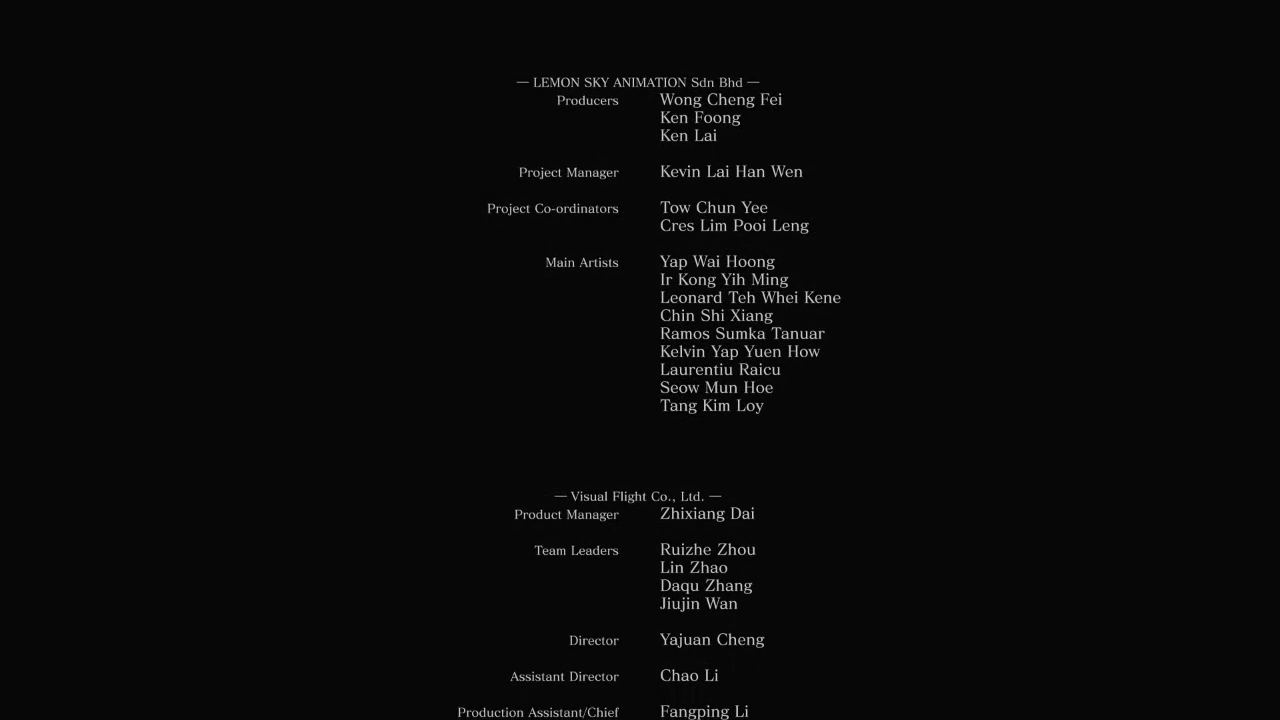 — LEMON SKY ANIMATION Sdn Bhd —
Producers Wong Cheng Fei
Ken Foong
Ken Lai
Project Manager Kevin Lai Han Wen
Project Co-ordinators Tow Chun Yee
Cres Lim Pooi Leng
Main Artists Yap Wai Hoong
Ir Kong Yih Ming
Leonard Teh Whei Kene
Chin Shi Xiang
Ramos Sumka Tanuar
Kelvin Yap Yuen How
Laurentiu Raicu
Seow Mun Hoe
Tang Kim Loy
— Visual Flight Co., Ltd. —
Product Manager Zhixiang Dai
Team Leaders Ruizhe Zhou
Lin Zhao
Daqu Zhang
Jiujin Wan
Director Yajuan Cheng
Assistant Director Chao Li
Production Assistant/Chief Fangping Li